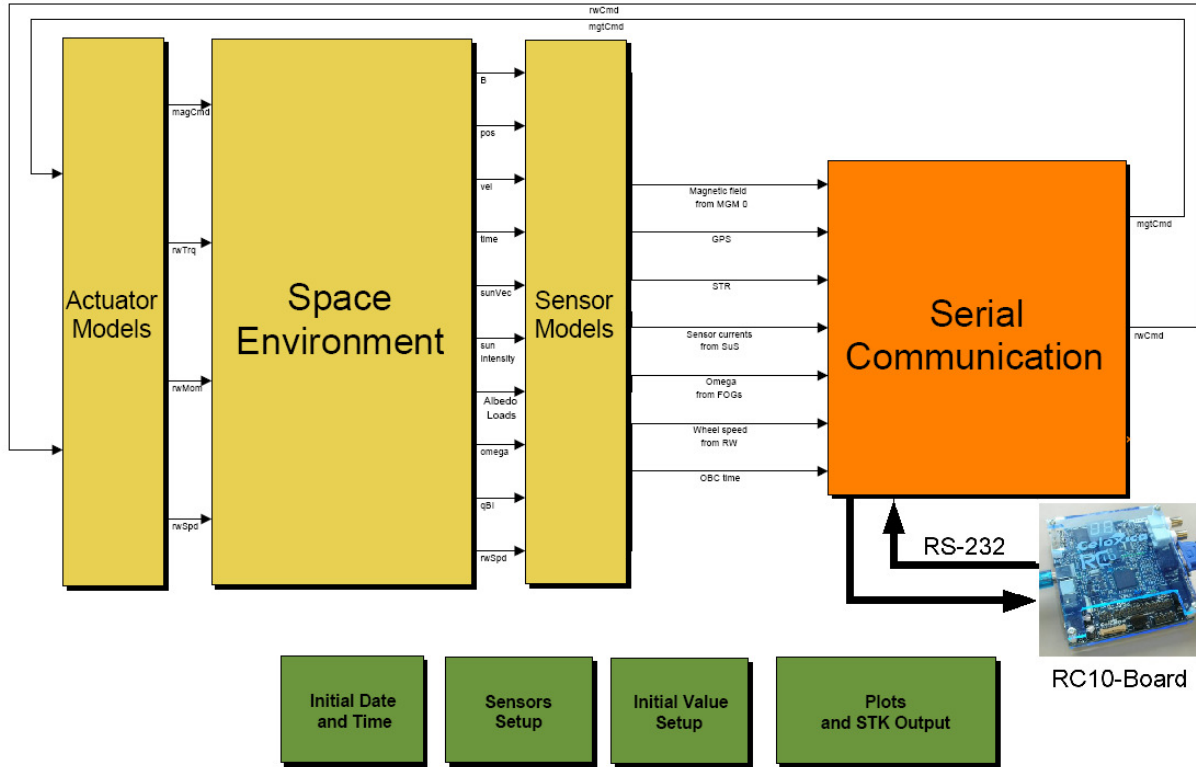 rwCmd
mgtCmd
Actuator
Models
magCmd
rwTrq
rwMom
rwSpd
Space
Environment
B
pos
vel
time
sunVec
sun
Intensity
Albedo
Loads
omega
qBI
rwSpd
Sensor
Models
Magnetic field
from MGM 0
GPS
STR
Sensor currents
from SuS
Omega
from FOGs
Wheel speed
from RW
OBC time
Serial
Communication
mgtCmd
rwCmd
RS-232
Celoxica
RC10-Board
Initial Date
and Time
Sensors
Setup
Initial Value
Setup
Plots
and STK Output